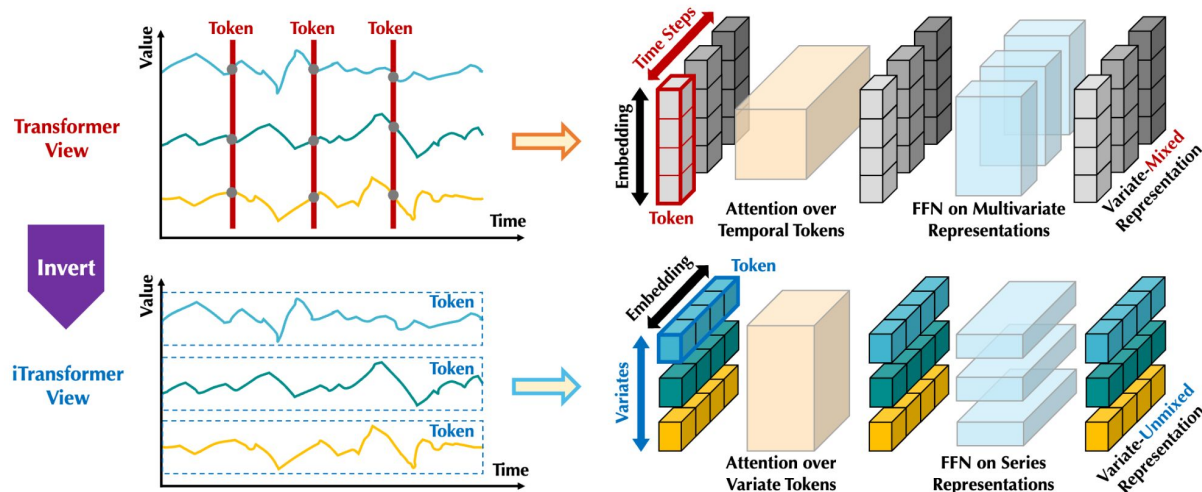 Transformer
View
Value
Token
Token
Token
Time
Time Steps
Embedding
Token
Attention over
Temporal Tokens
FFN on Multivariate
Representations
Variate-Mixed
Representation
Invert
iTransformer
View
Value
Token
Token
Token
Time
Embedding
Token
Variates
Attention over
Variate Tokens
FFN on Series
Representations
Variate-Unmixed
Representation